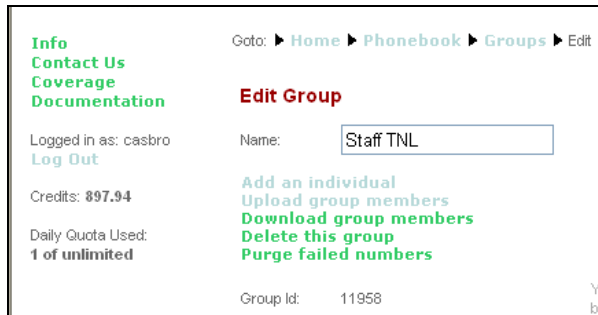 Info
Contact Us
Coverage
Documentation
Logged in as: casbro
Log Out
Credits: 897.94
Daily Quota Used:
1 of unlimited
Goto: Home Phonebook Groups Edit
Edit Group
Name: Staff TNL
Add an individual
Upload group members
Download group members
Delete this group
Purge failed numbers
Group Id: 11958